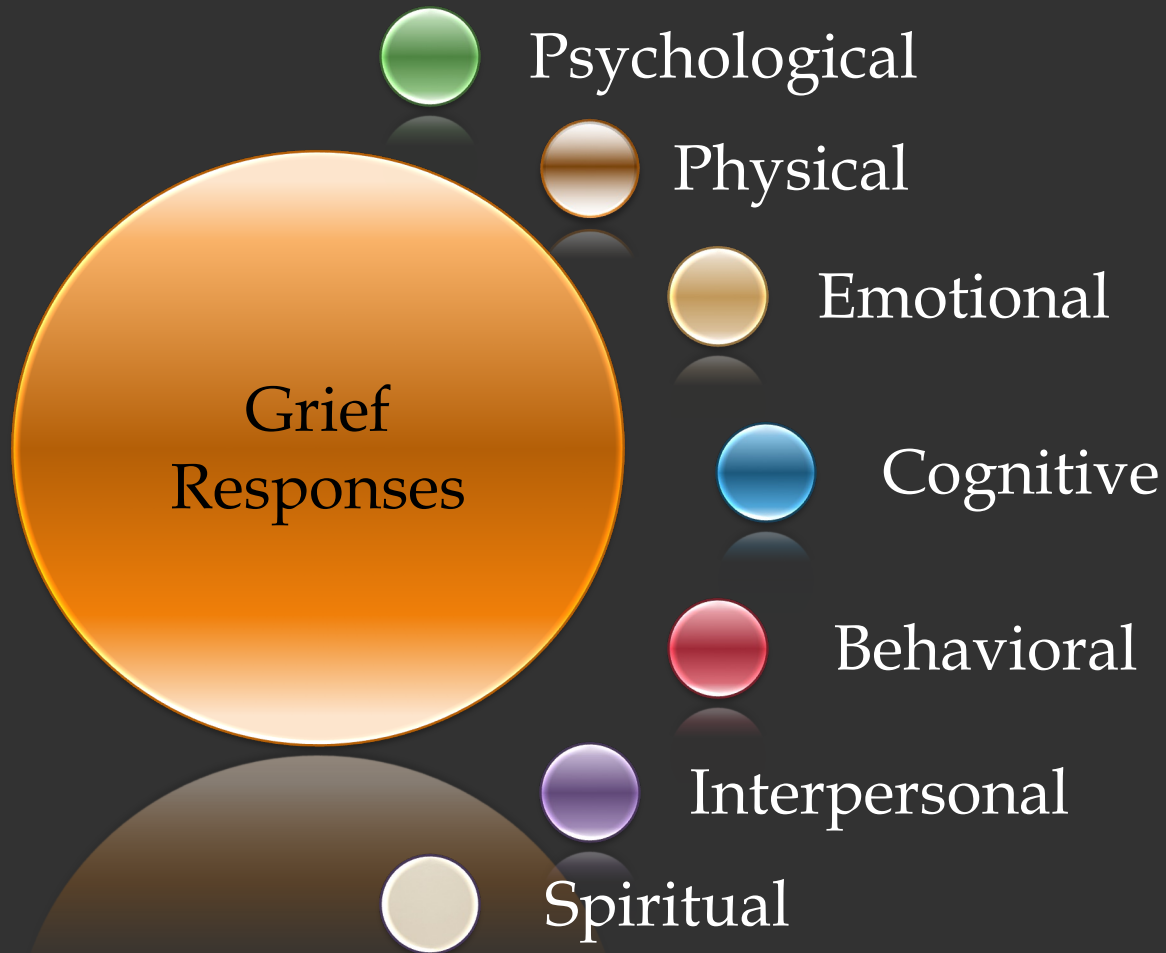 Psychological
Physical
Emotional
Grief
Responses
Cognitive
Behavioral
Interpersonal
Spiritual